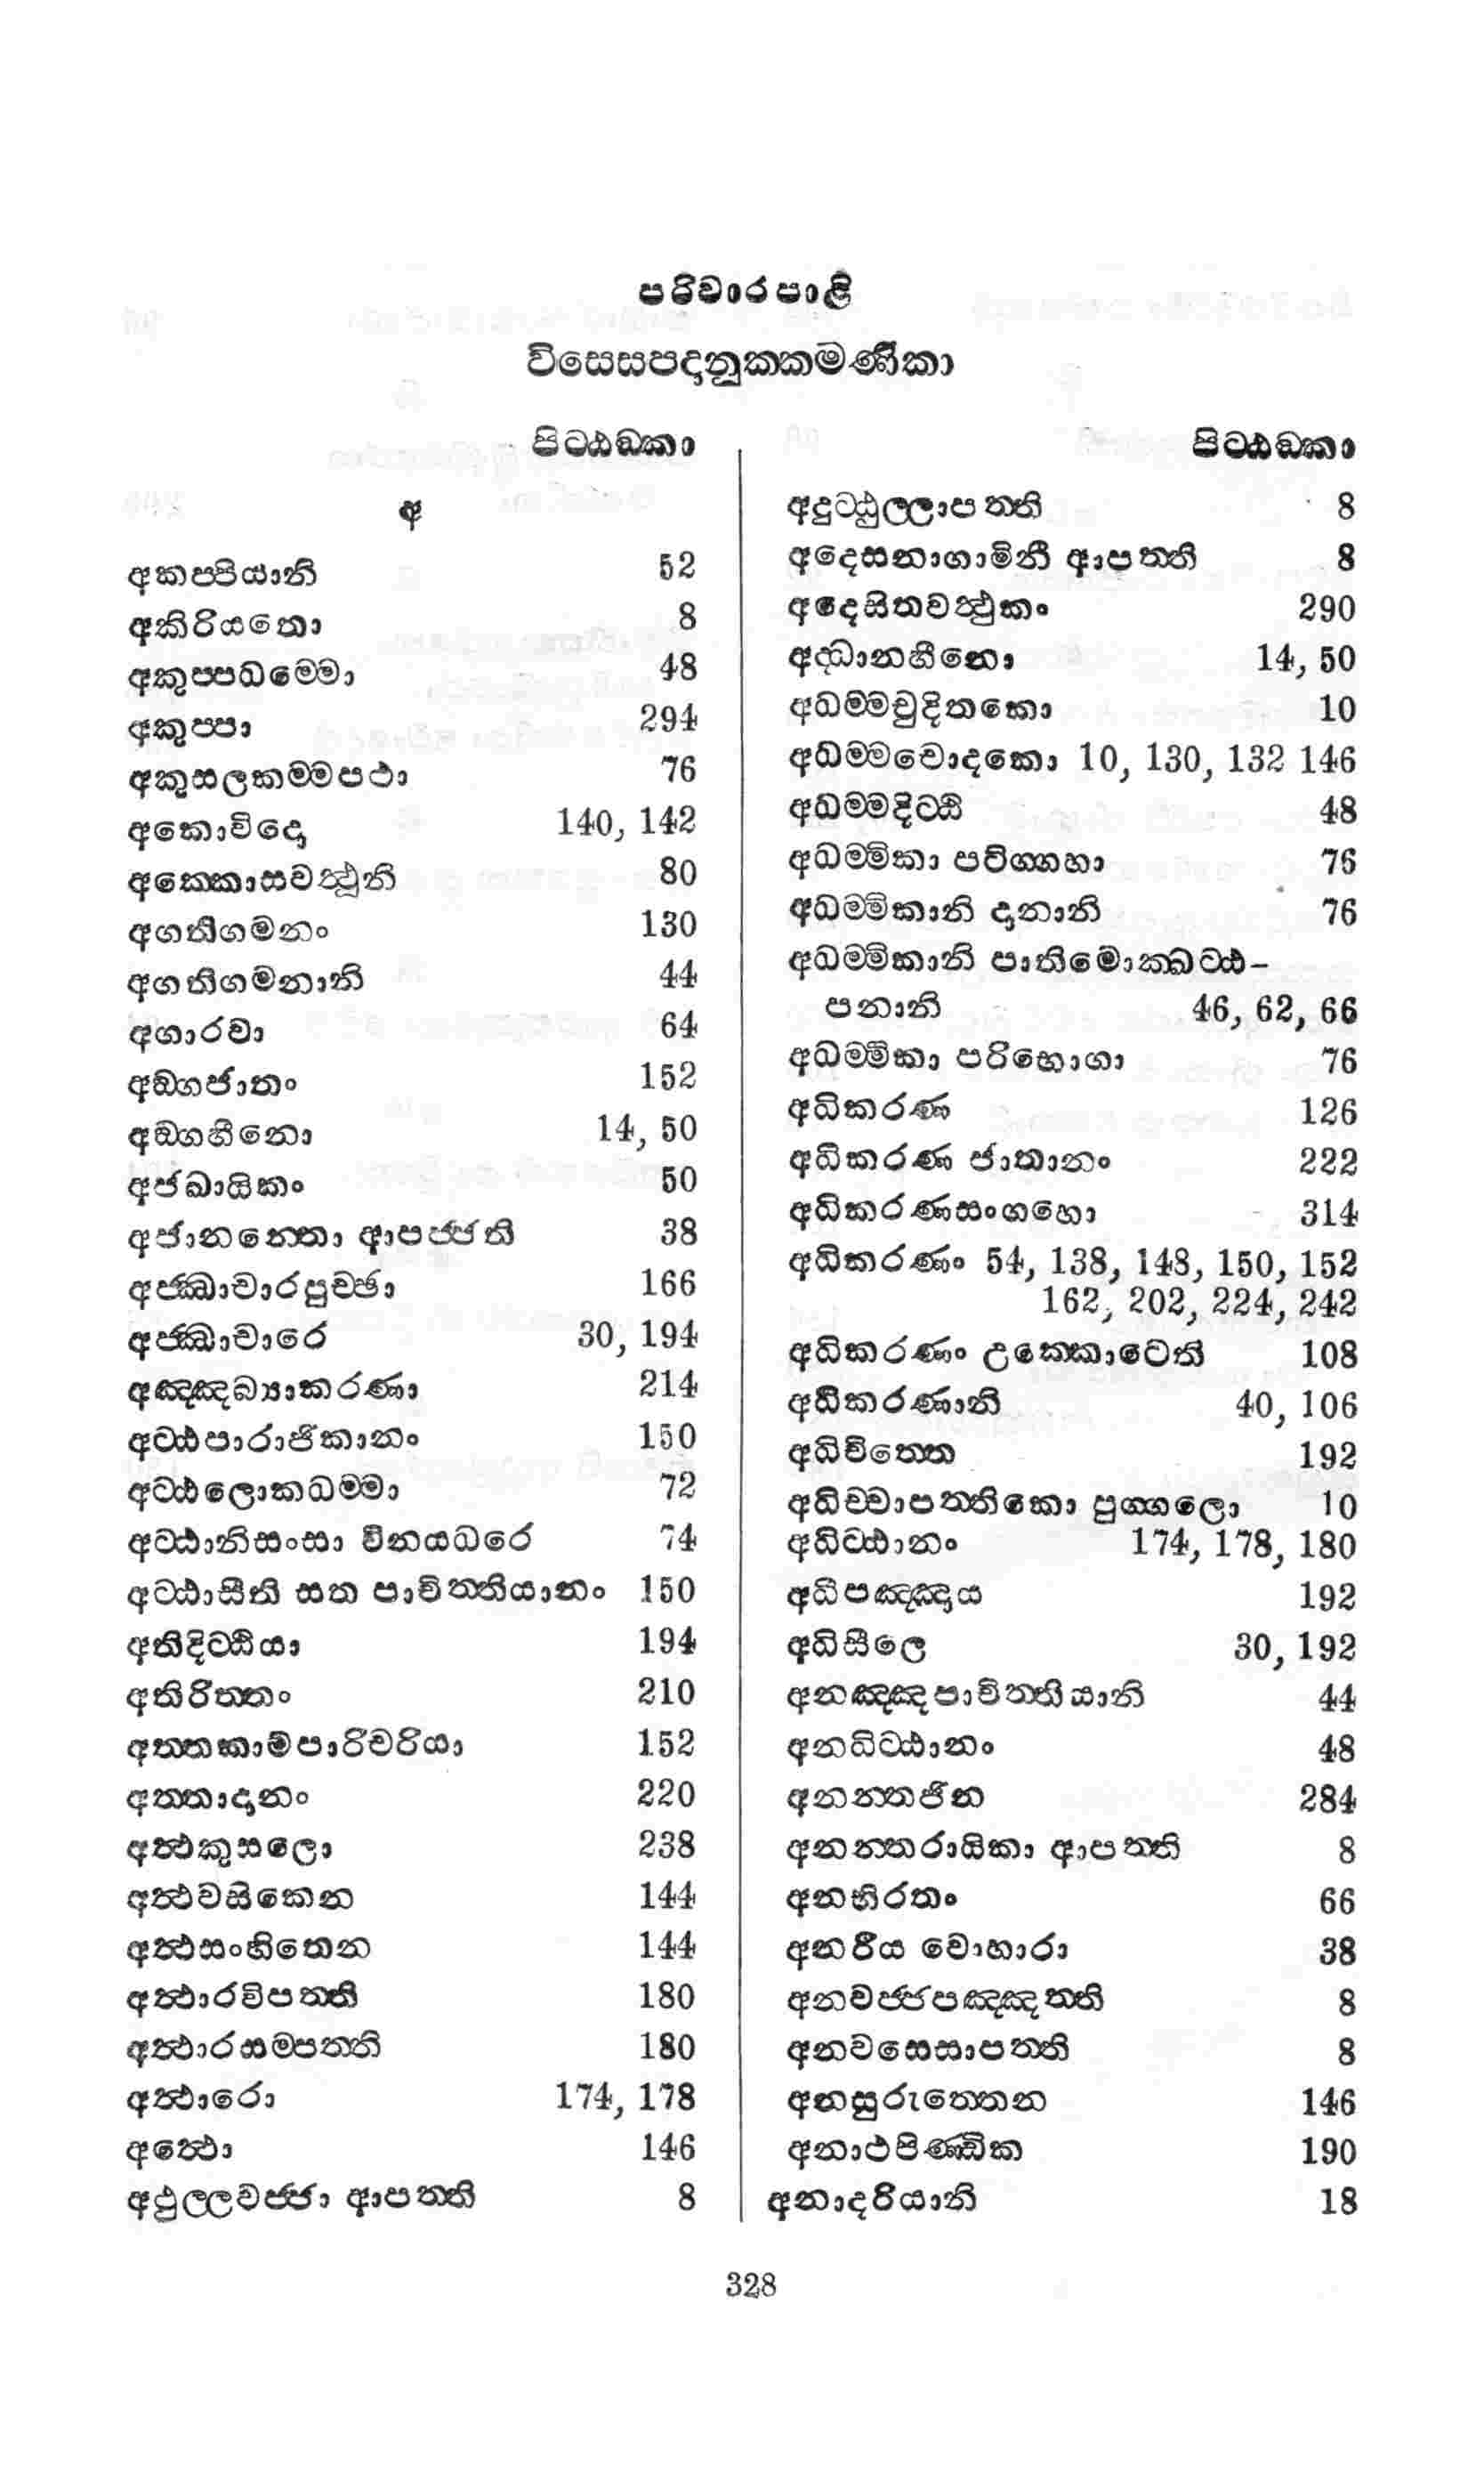 පරිවාරපාළි
විසෙසපදානුක්කමණිකා
පිට්ඨඞ්කා
අ
අකප්පියානි 52
අකිරියතො 8
අකුප්පධම්මො 48
අකුප්පා 294
අකුසලකම්මපථා 76
අකොවිදො 140, 142
අක්කොසවත්ථූනි 80
අගතිගමනං 130
අගතිගමනානි 44
අගාරවා 64
අඞ්ගජාතං 152
අඞ්ගහීනො 14, 50
අජ්ඛායිකං 50
අජානන්තො ආපජ්ජති 38
අජ්ඣාචාරපුච්ඡා 166
අජ්ඣාචාරෙ 30, 194
අඤ්ඤබ්‍යාකරණා 214
අට්ඨපාරාජිකානං 150
අට්ඨලොකධම්මා 72
අට්ඨානිසංසා විනයධරෙ 74
අට්ඨාසීති සත පාචිත්තියානං 150
අතිදිට්ඨියා 194
අතිරිත්තං 210
අත්තකාමපාරිචරියා 152
අත්තාදානං 220
අත්ථකුසලො 238
අත්ථවසිකෙන 144
අත්ථසංහිතෙන 144
අත්ථාරවිපත්ති 180
අත්ථාරසම්පත්ති 180
අත්ථාරො 174, 178
අත්ථො 146
අථුල්ලවජ්ජා ආපත්ති 8
පිට්ඨඞ්කා
අදුට්ඨුල්ලාපත්ති 8
අදෙසනාගාමිනී ආපත්ති 8
අදෙසිතවත්ථුකං 290
අද්ධානහීනො 14, 50
අධම්මචුදිතකො 10
අධම්මචොදකො 10, 130, 132 146
අධම්මදිට්ඨි 48
අධම්මිකා පටිග්ගහා 76
අධම්මිකානි දානානි 76
අධම්මිකානි පාතිමොක්ඛට්ඨ-
පනානි 46, 62, 66
අධම්මිකා පරිභොගා 76
අධිකරණ 126
අධිකරණ ජාතානං 222
අධිකරණසංගහො 314
අධිකරණං 54, 138, 148, 150, 152
162, 202, 224, 242
අධිකරණං උක්කොටෙති 108
අධිකරණානි 40, 106
අධිචිත්තෙ 192
අධිච්චාපත්තිකො පුග්ගලො 10
අධිට්ඨානං 174, 178, 180
අධිපඤ්ඤාය 192
අධිසීලෙ 30, 192
අනඤ්ඤපාචිත්තියානි 44
අනධිට්ඨානං 48
අනන්තජින 284
අනන්තරායිකා ආපත්ති 8
අනභිරතං 66
අනරිය වොහාරා 38
අනවජ්ජපඤ්ඤත්ති 8
අනවසෙසාපත්ති 8
අනසුරුත්තෙන 146
අනාථපිණ්ඩික 190
අනාදරියානි 18
328